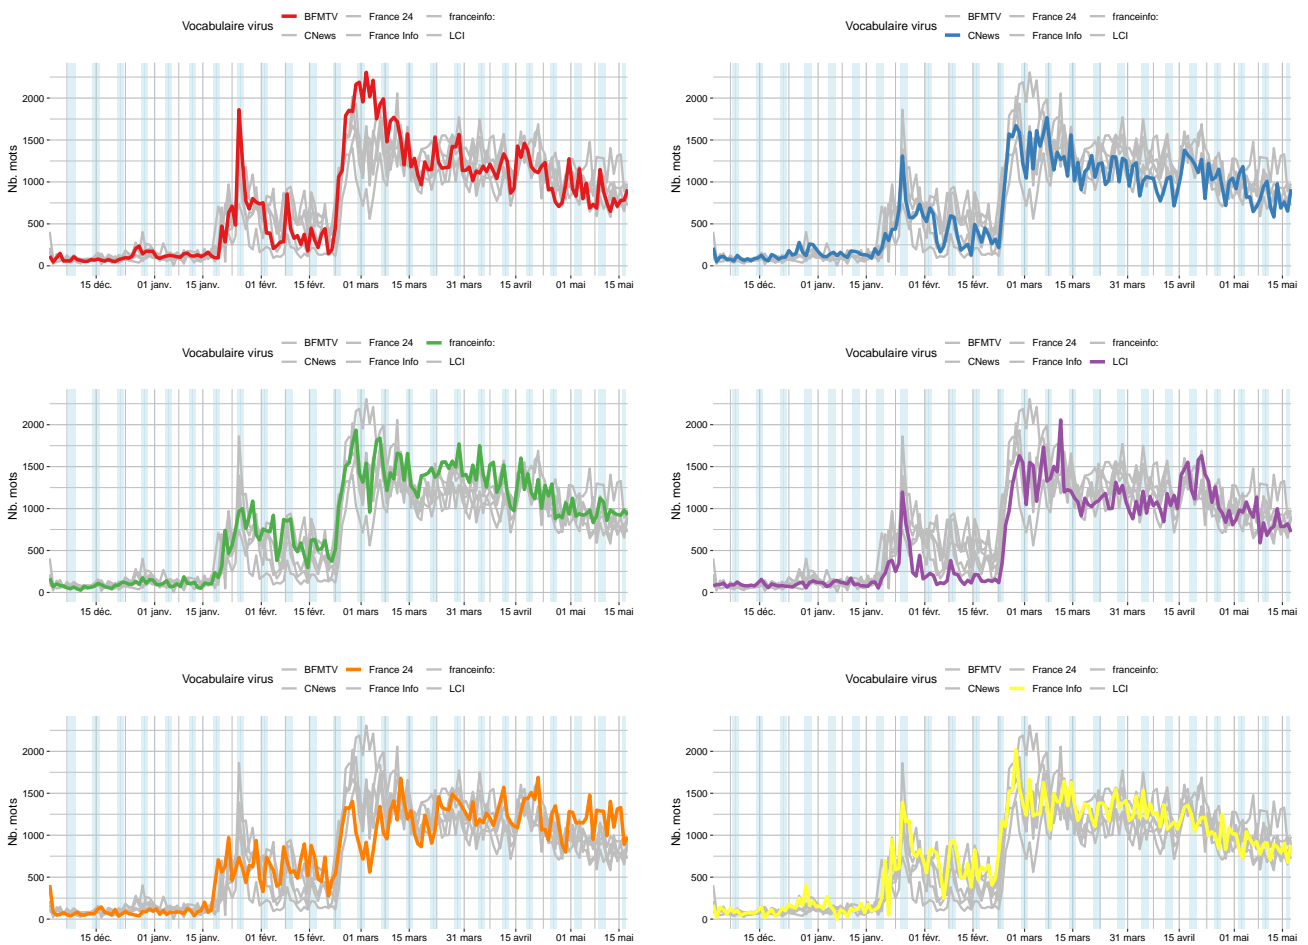 Vocabulaire virus BFMTV France 24 franceinfo:
CNews France Info LCI
Nb. mots
2000
1500
1000
500
0
15 déc. 01 janv. 15 janv. 01 févr. 15 févr. 01 mars 15 mars 31 mars 15 avril 01 mai 15 mai
Vocabulaire virus BFMTV France 24 franceinfo:
CNews France Info LCI
Nb. mots
2000
1500
1000
500
0
15 déc. 01 janv. 15 janv. 01 févr. 15 févr. 01 mars 15 mars 31 mars 15 avril 01 mai 15 mai
Vocabulaire virus BFMTV France 24 franceinfo:
CNews France Info LCI
Nb. mots
2000
1500
1000
500
0
15 déc. 01 janv. 15 janv. 01 févr. 15 févr. 01 mars 15 mars 31 mars 15 avril 01 mai 15 mai
Vocabulaire virus BFMTV France 24 franceinfo:
CNews France Info LCI
Nb. mots
2000
1500
1000
500
0
15 déc. 01 janv. 15 janv. 01 févr. 15 févr. 01 mars 15 mars 31 mars 15 avril 01 mai 15 mai
Vocabulaire virus BFMTV France 24 franceinfo:
CNews France Info LCI
Nb. mots
2000
1500
1000
500
0
15 déc. 01 janv. 15 janv. 01 févr. 15 févr. 01 mars 15 mars 31 mars 15 avril 01 mai 15 mai
Vocabulaire virus BFMTV France 24 franceinfo:
CNews France Info LCI
Nb. mots
2000
1500
1000
500
0
15 déc. 01 janv. 15 janv. 01 févr. 15 févr. 01 mars 15 mars 31 mars 15 avril 01 mai 15 mai